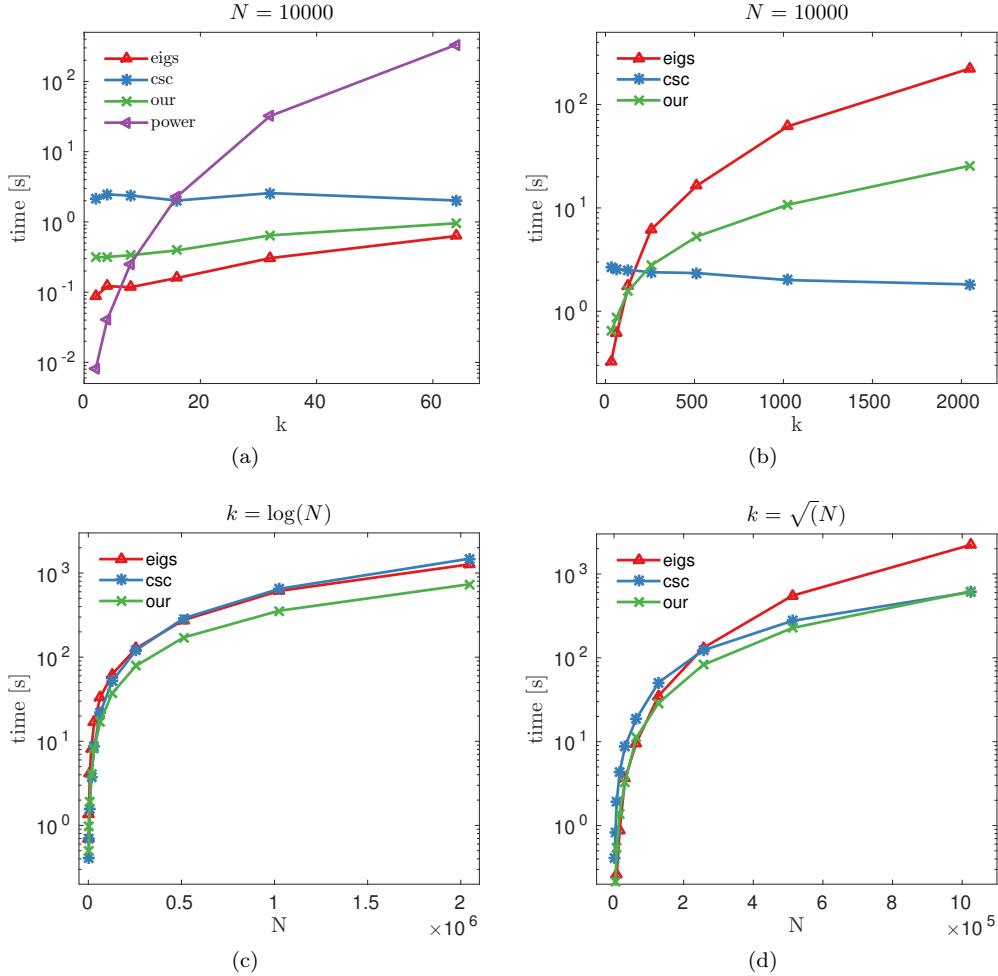 N = 10000
eigs
csc
our
power
time [s]
10^2
10^1
10^0
10^-1
10^-2
0 20 40 60
k
(a)
N = 10000
eigs
csc
our
time [s]
10^2
10^1
10^0
0 500 1000 1500 2000
k
(b)
k = log(N)
eigs
csc
our
time [s]
10^3
10^2
10^1
10^0
0 0.5 1 1.5 2
N
×10^6
(c)
k = √(N)
eigs
csc
our
time [s]
10^3
10^2
10^1
10^0
0 2 4 6 8 10
N
×10^5
(d)